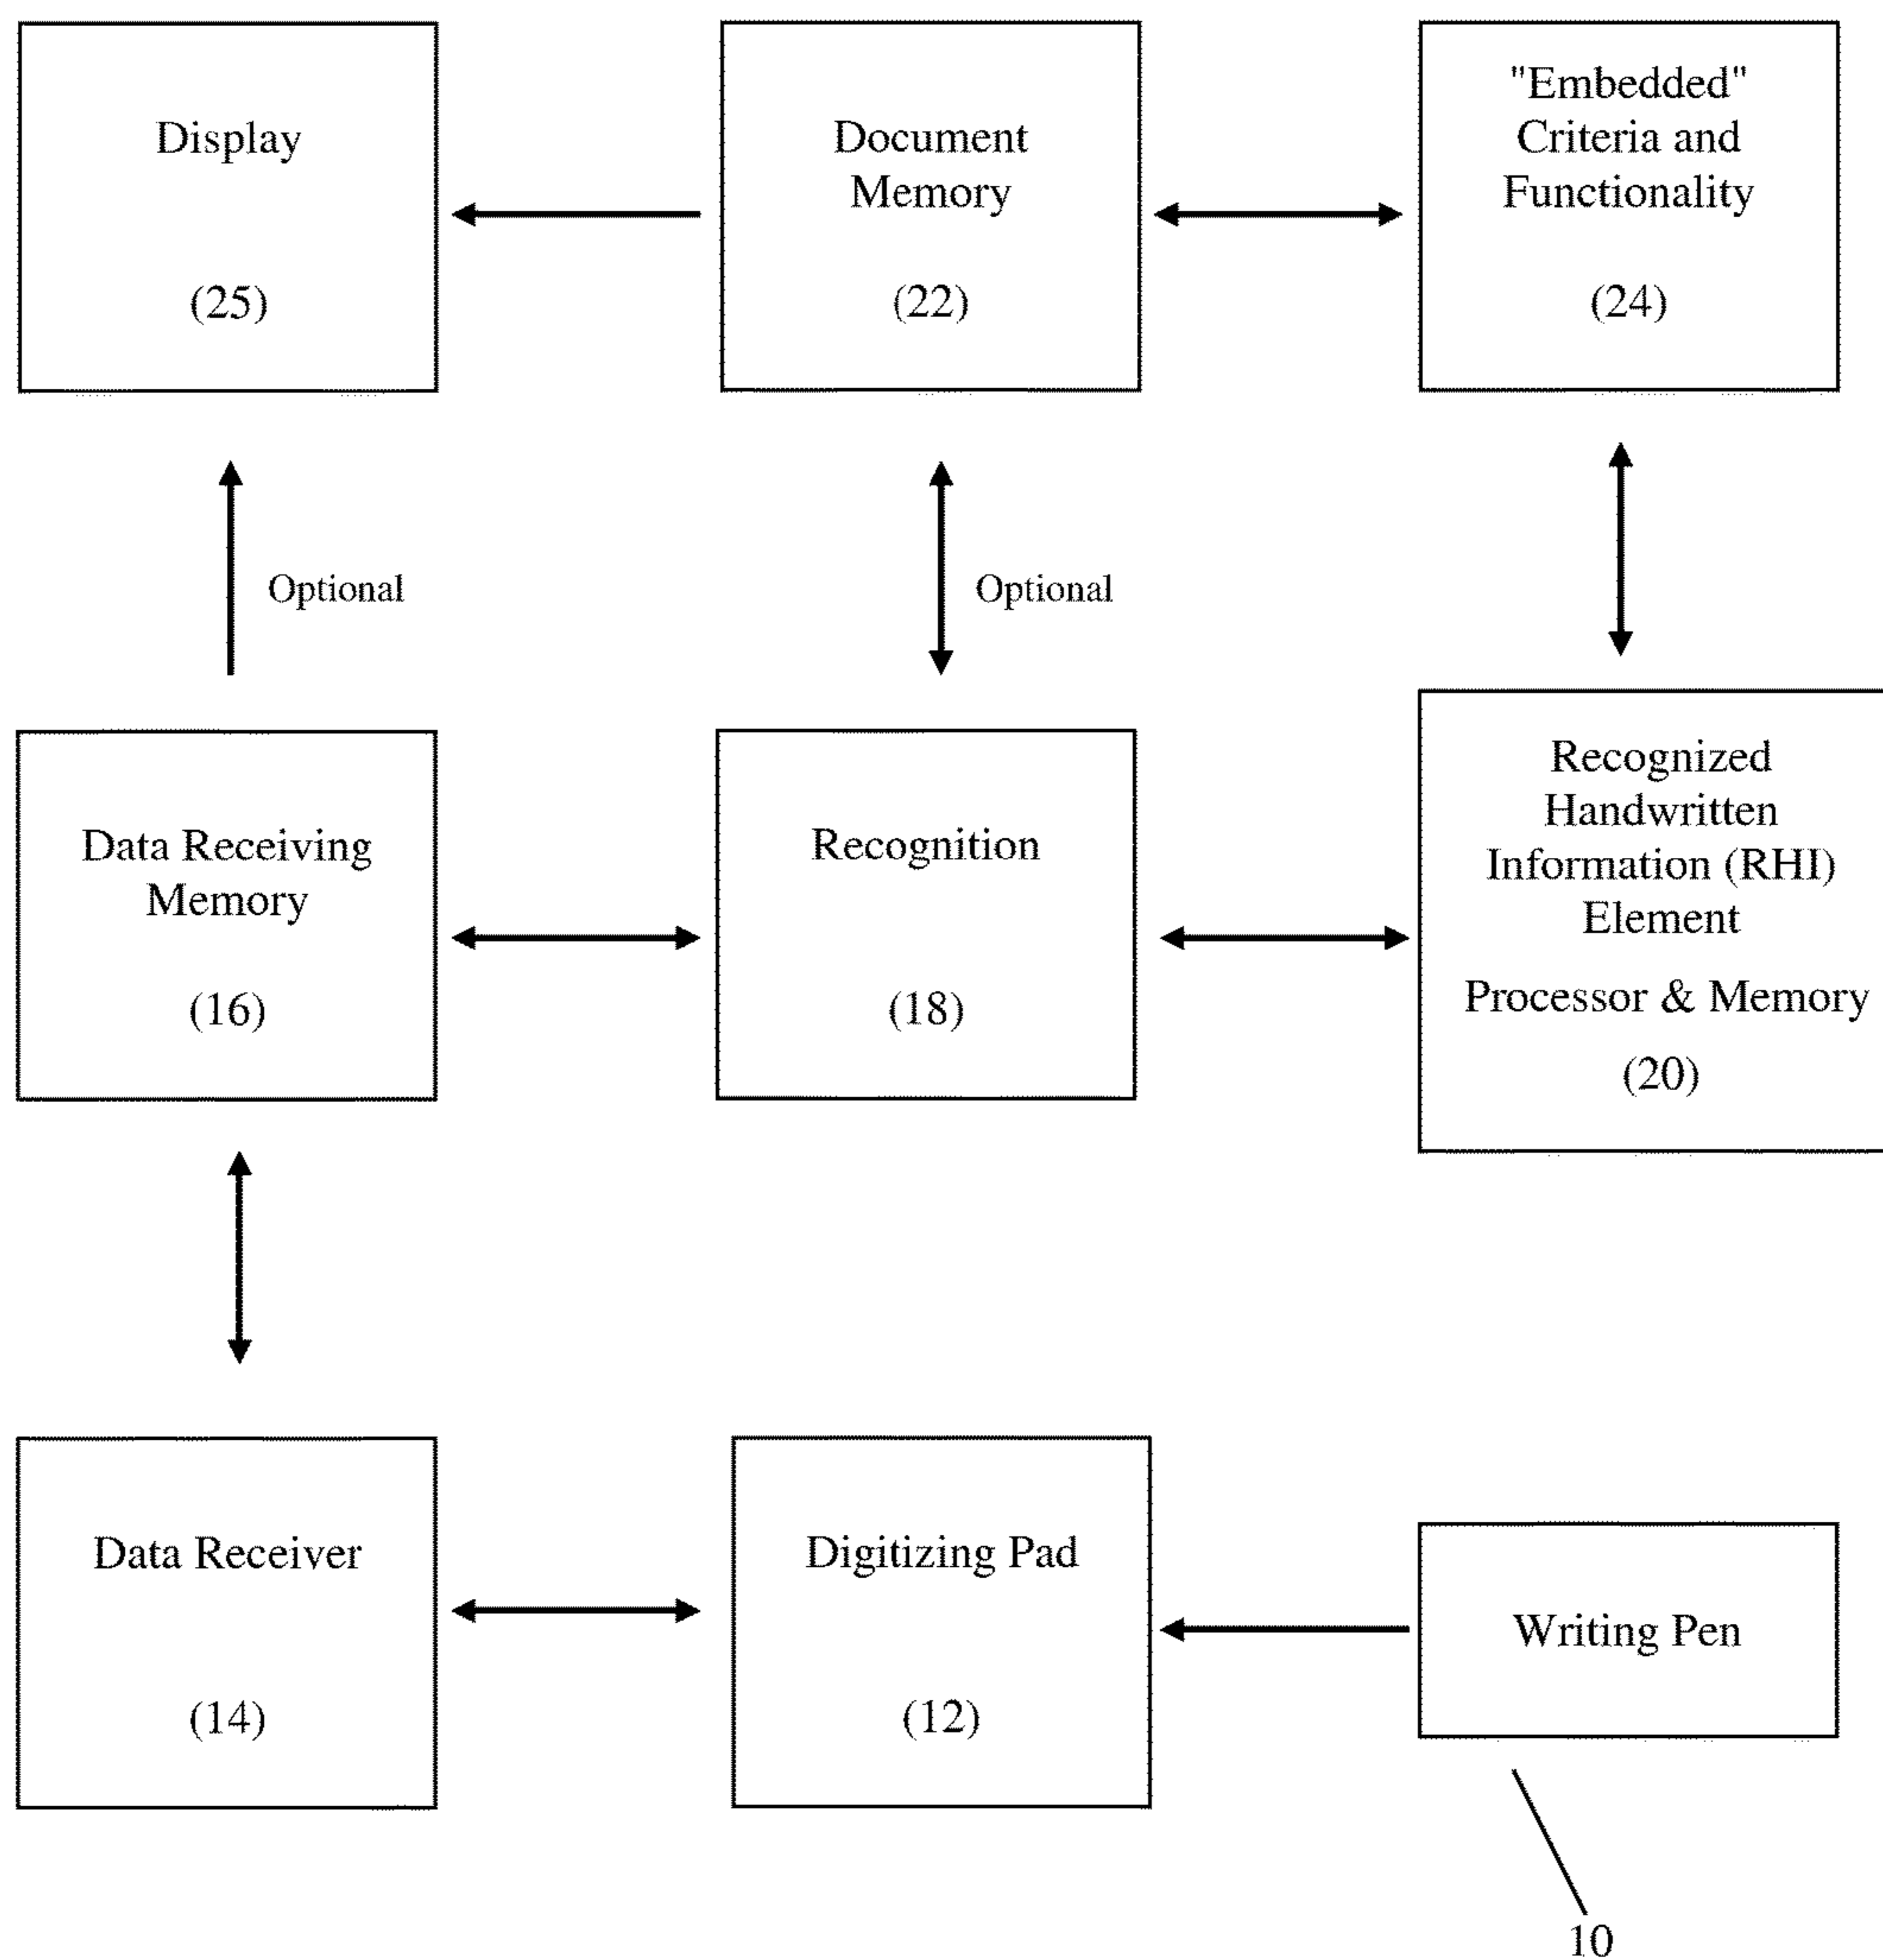 Display
(25)
Document
Memory
(22)
"Embedded"
Criteria and
Functionality
(24)
Optional
Optional
Data Receiving
Memory
(16)
Recognition
(18)
Recognized
Handwritten
Information (RHI)
Element
Processor & Memory
(20)
Data Receiver
(14)
Digitizing Pad
(12)
Writing Pen
10